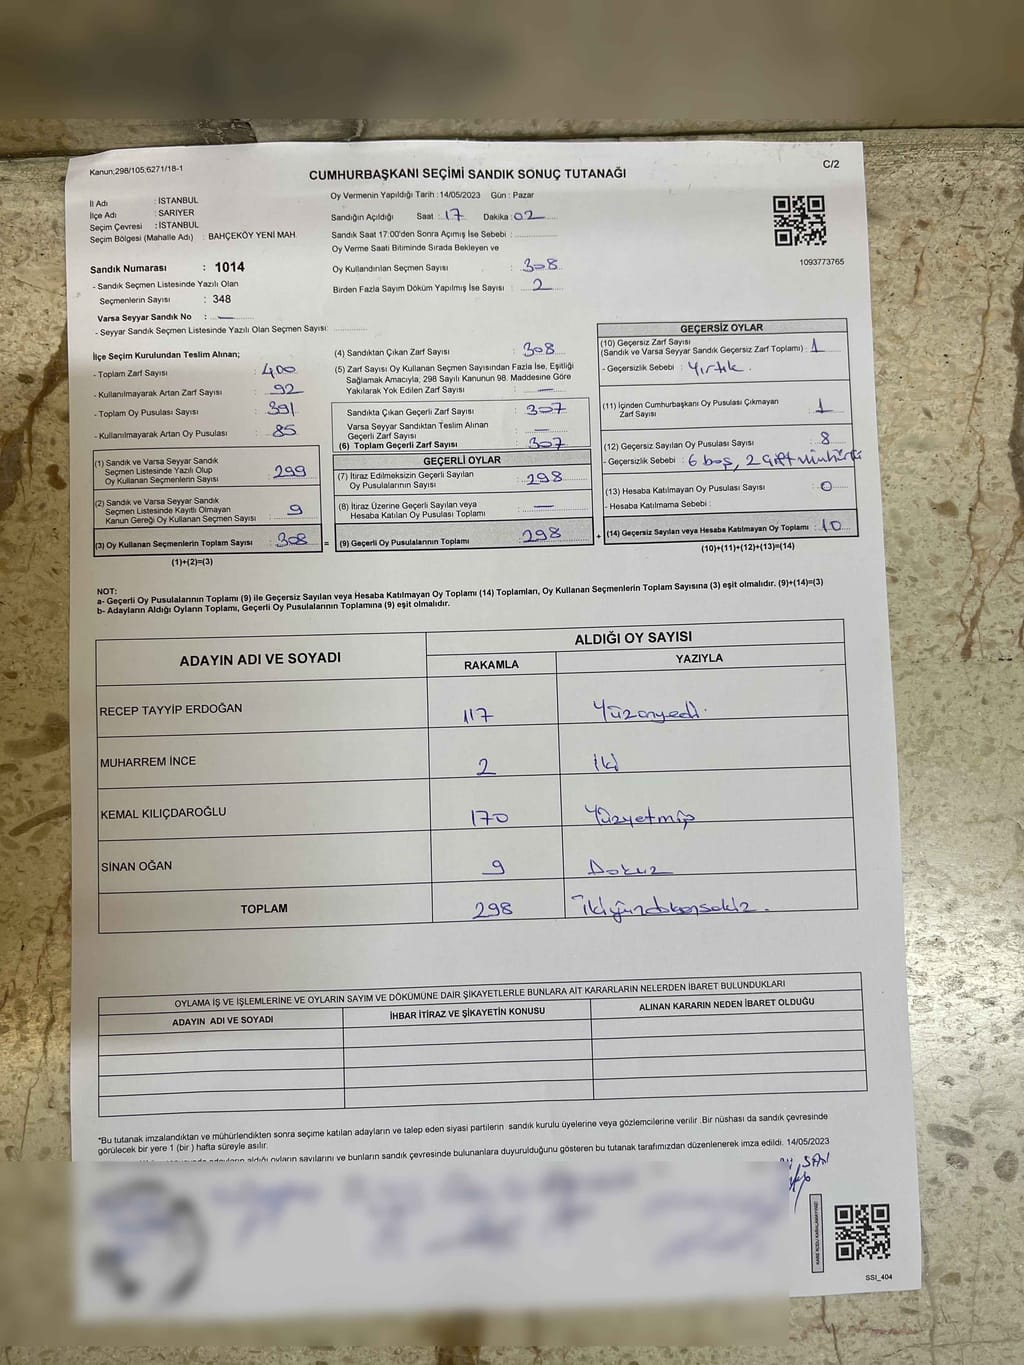 Kanun;298/105;6271/18-1
C/2
CUMHURBAŞKANI SEÇİMİ SANDIK SONUÇ TUTANAĞI
İl Adı : İSTANBUL
İlçe Adı : SARIYER
Seçim Çevresi : İSTANBUL
Seçim Bölgesi (Mahalle Adı) : BAHÇEKÖY YENİ MAH.
Sandık Numarası : 1014
- Sandık Seçmen Listesinde Yazılı Olan
Seçmenlerin Sayısı : 348
Varsa Seyyar Sandık No : —
- Seyyar Sandık Seçmen Listesinde Yazılı Olan Seçmen Sayısı:
Oy Vermenin Yapıldığı Tarih : 14/05/2023 Gün : Pazar
Sandığın Açıldığı Saat : 17 Dakika : 02
Sandık Saat 17:00'den Sonra Açımış İse Sebebi :
Oy Verme Saati Bitiminde Sırada Bekleyen ve
Oy Kullandırılan Seçmen Sayısı : 308
Birden Fazla Sayım Döküm Yapılmış İse Sayısı : 2
1093773765
İlçe Seçim Kurulundan Teslim Alınan;
- Toplam Zarf Sayısı : 400
- Kullanılmayarak Artan Zarf Sayısı : 92
- Toplam Oy Pusulası Sayısı : 391
- Kullanılmayarak Artan Oy Pusulası : 85
(1) Sandık ve Varsa Seyyar Sandık
Seçmen Listesinde Yazılı Olup
Oy Kullanan Seçmenlerin Sayısı : 299
(2) Sandık ve Varsa Seyyar Sandık
Seçmen Listesinde Kayıtlı Olmayan
Kanun Gereği Oy Kullanan Seçmen Sayısı : 9
(3) Oy Kullanan Seçmenlerin Toplam Sayısı : 308
(1)+(2)=(3)
(4) Sandıktan Çıkan Zarf Sayısı : 308
(5) Zarf Sayısı Oy Kullanan Seçmen Sayısından Fazla İse, Eşitliği
Sağlamak Amacıyla, 298 Sayılı Kanunun 98. Maddesine Göre
Yakılarak Yok Edilen Zarf Sayısı : —
Sandıkta Çıkan Geçerli Zarf Sayısı : 307
Varsa Seyyar Sandıktan Teslim Alınan
Geçerli Zarf Sayısı : —
(6) Toplam Geçerli Zarf Sayısı : 307
GEÇERLİ OYLAR
(7) İtiraz Edilmeksizin Geçerli Sayılan
Oy Pusulalarının Sayısı : 298
(8) İtiraz Üzerine Geçerli Sayılan veya
Hesaba Katılan Oy Pusulası Toplamı : —
= (9) Geçerli Oy Pusulalarının Toplamı : 298
GEÇERSİZ OYLAR
(10) Geçersiz Zarf Sayısı
(Sandık ve Varsa Seyyar Sandık Geçersiz Zarf Toplamı) : 1
- Geçersizlik Sebebi : Yırtık.
(11) İçinden Cumhurbaşkanı Oy Pusulası Çıkmayan
Zarf Sayısı : 1
(12) Geçersiz Sayılan Oy Pusulası Sayısı : 8
- Geçersizlik Sebebi : 6 boş, 2 çift mühürlü
(13) Hesaba Katılmayan Oy Pusulası Sayısı : 0
- Hesaba Katılmama Sebebi :
+ (14) Geçersiz Sayılan veya Hesaba Katılmayan Oy Toplamı : 10
(10)+(11)+(12)+(13)=(14)
NOT:
a- Geçerli Oy Pusulalarının Toplamı (9) ile Geçersiz Sayılan veya Hesaba Katılmayan Oy Toplamı (14) Toplamları, Oy Kullanan Seçmenlerin Toplam Sayısına (3) eşit olmalıdır. (9)+(14)=(3)
b- Adayların Aldığı Oyların Toplamı, Geçerli Oy Pusulalarının Toplamına (9) eşit olmalıdır.
ADAYIN ADI VE SOYADI
ALDIĞI OY SAYISI
RAKAMLA YAZIYLA
RECEP TAYYİP ERDOĞAN 117 Yüzonyedi.
MUHARREM İNCE 2 İki
KEMAL KILIÇDAROĞLU 170 Yüzyetmiş
SİNAN OĞAN 9 Dokuz
TOPLAM 298 İkiyüzdoksansekiz.
OYLAMA İŞ VE İŞLEMLERİNE VE OYLARIN SAYIM VE DÖKÜMÜNE DAİR ŞİKAYETLERLE BUNLARA AİT KARARLARIN NELERDEN İBARET BULUNDUKLARI
ADAYIN ADI VE SOYADI İHBAR İTİRAZ VE ŞİKAYETİN KONUSU ALINAN KARARIN NEDEN İBARET OLDUĞU
*Bu tutanak imzalandıktan ve mühürlendikten sonra seçime katılan adayların ve talep eden siyasi partilerin sandık kurulu üyelerine veya gözlemcilerine verilir .Bir nüshası da sandık çevresinde
görülecek bir yere 1 (bir ) hafta süreyle asılır.
adayların aldığı oyların sayılarını ve bunların sandık çevresinde bulunanlara duyurulduğunu gösteren bu tutanak tarafımızdan düzenlenerek imza edildi. 14/05/2023
SSI_404